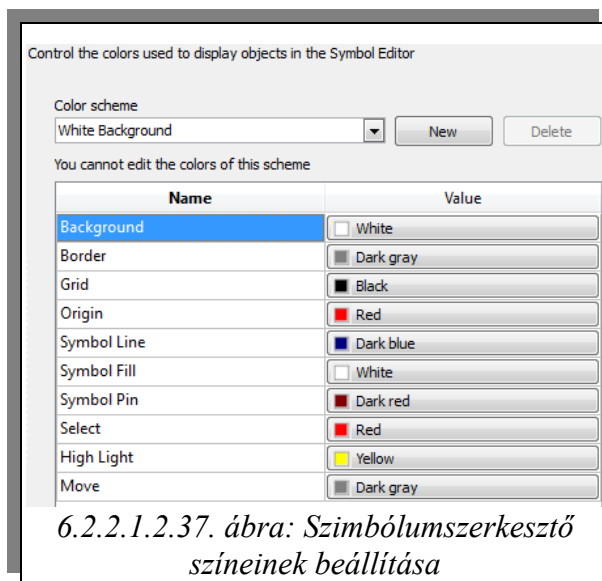 Control the colors used to display objects in the Symbol Editor
Color scheme
White Background New Delete
You cannot edit the colors of this scheme
Name Value
Background White
Border Dark gray
Grid Black
Origin Red
Symbol Line Dark blue
Symbol Fill White
Symbol Pin Dark red
Select Red
High Light Yellow
Move Dark gray
6.2.2.1.2.37. ábra: Szimbólumszerkesztő
színeinek beállítása